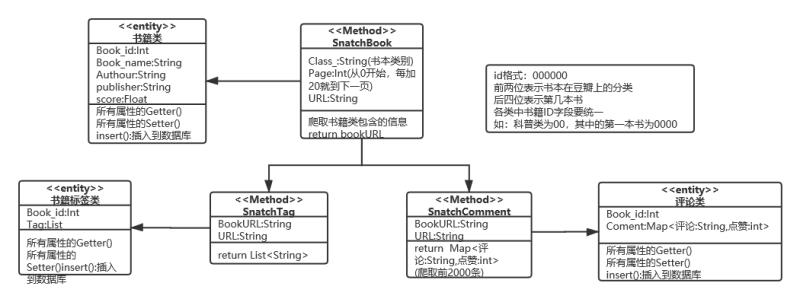 <<entity>>
书籍类
Book_id:Int
Book_name:String
Authour:String
publisher:String
score:Float
所有属性的Getter()
所有属性的Setter()
insert():插入到数据库
<<Method>>
SnatchBook
Class_:String(书本类别)
Page:Int(从0开始，每加
20就到下一页)
URL:String
爬取书籍类包含的信息
return bookURL
id格式：000000
前两位表示书本在豆瓣上的分类
后四位表示第几本书
各类中书籍ID字段要统一
如：科普类为00，其中的第一本书为0000
<<entity>>
书籍标签类
Book_id:Int
Tag:List
所有属性的Getter()
所有属性的
Setter()insert():插入
到数据库
<<Method>>
SnatchTag
BookURL:String
URL:String
return List<String>
<<Method>>
SnatchComment
BookURL:String
URL:String
return Map<评
论:String,点赞:int>
(爬取前2000条)
<<entity>>
评论类
Book_id:Int
Coment:Map<评论:String,点赞:int>
所有属性的Getter()
所有属性的Setter()
insert():插入到数据库